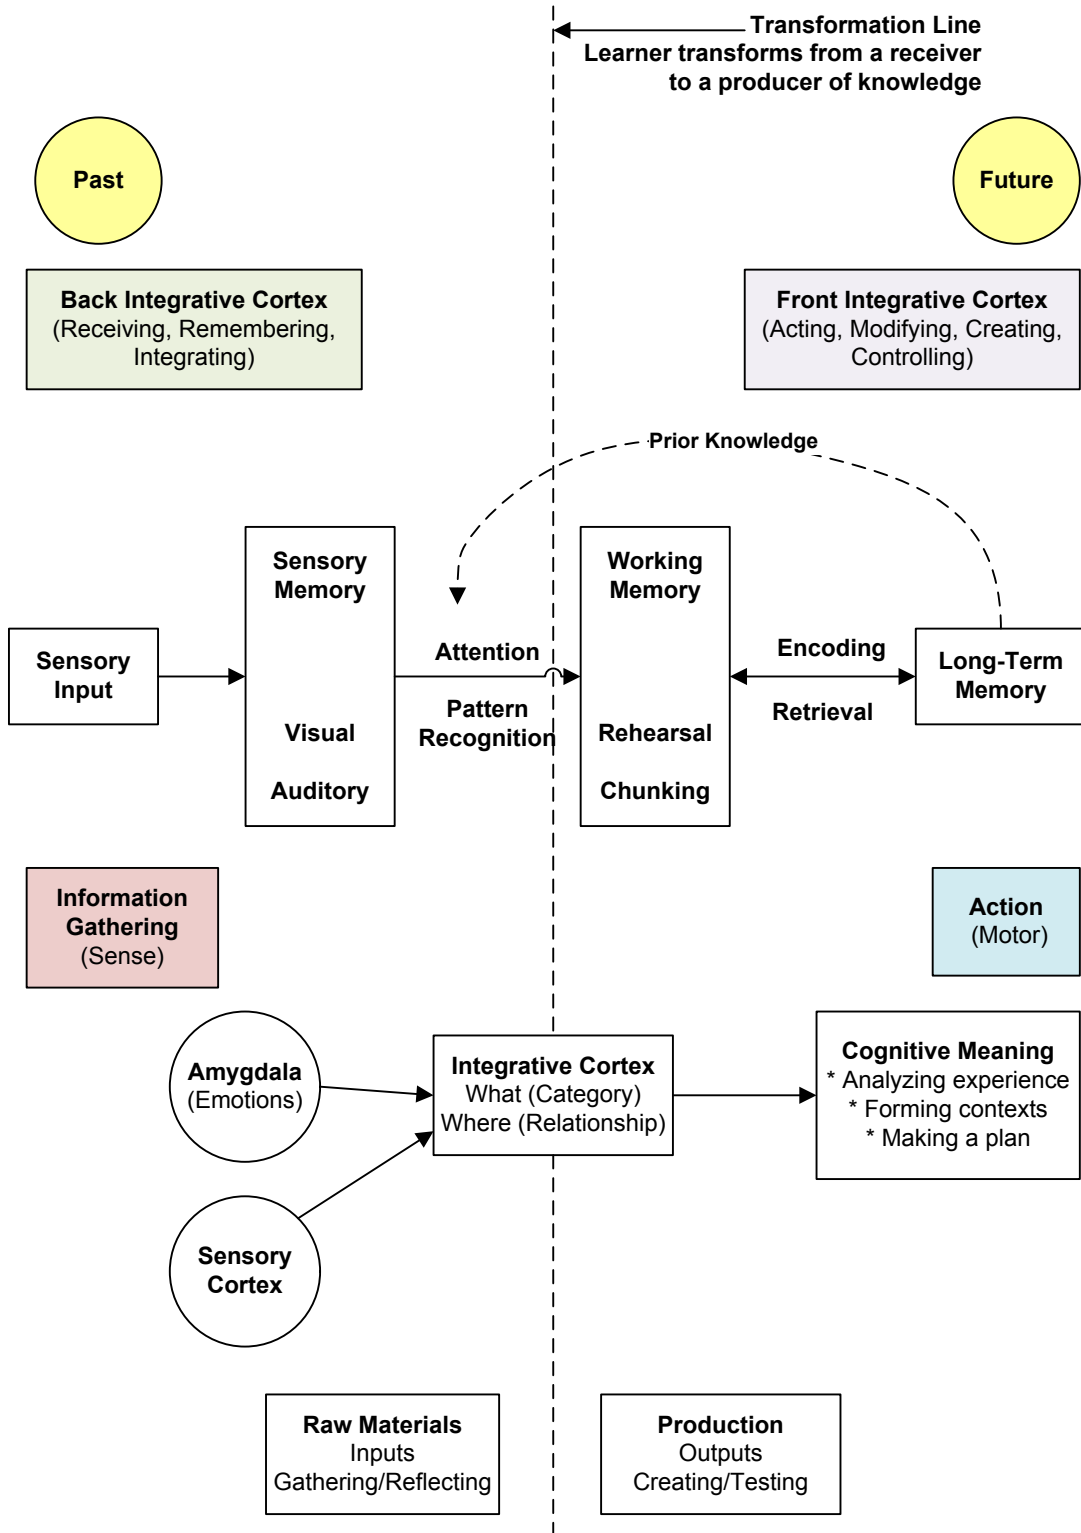 Transformation Line
Learner transforms from a receiver
to a producer of knowledge
Past
Future
Back Integrative Cortex
(Receiving, Remembering,
Integrating)
Front Integrative Cortex
(Acting, Modifying, Creating,
Controlling)
Prior Knowledge
Sensory
Input
Sensory
Memory
Visual
Auditory
Attention
Pattern
Recognition
Working
Memory
Rehearsal
Chunking
Encoding
Retrieval
Long-Term
Memory
Information
Gathering
(Sense)
Action
(Motor)
Amygdala
(Emotions)
Sensory
Cortex
Integrative Cortex
What (Category)
Where (Relationship)
Cognitive Meaning
* Analyzing experience
* Forming contexts
* Making a plan
Raw Materials
Inputs
Gathering/Reflecting
Production
Outputs
Creating/Testing